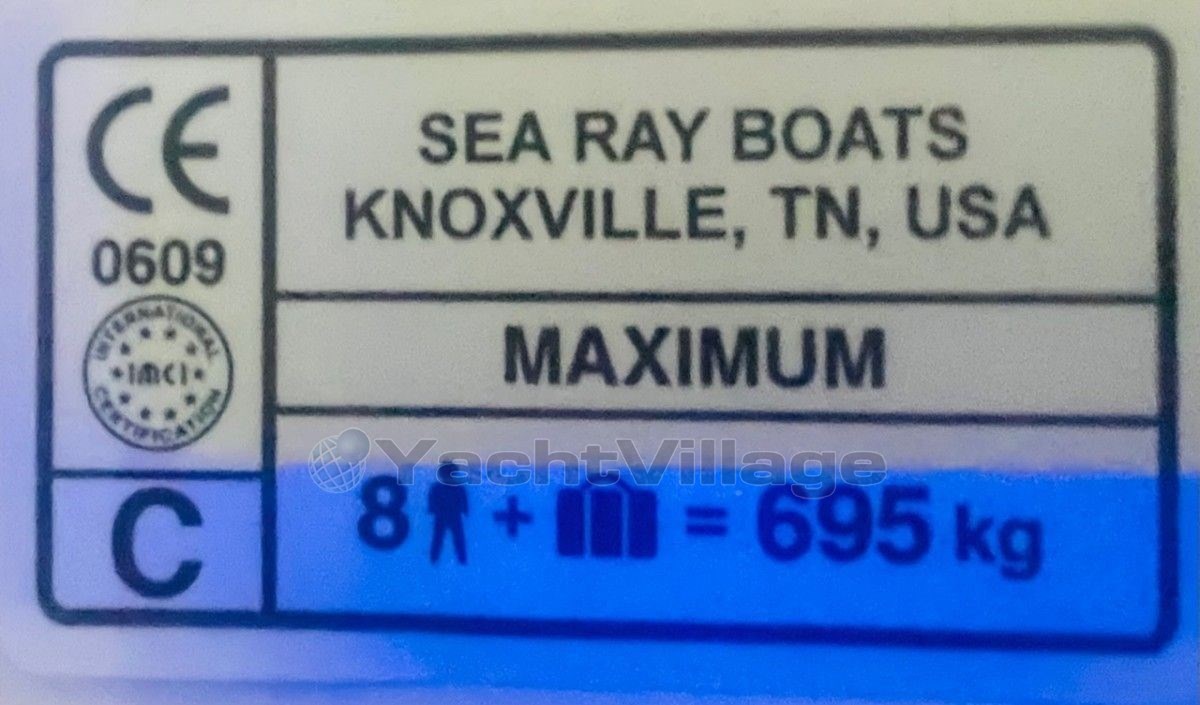 CE
0609
INTERNATIONAL
IMCI
CERTIFICATION
C
SEA RAY BOATS
KNOXVILLE, TN, USA
MAXIMUM
YachtVillage
8 + = 695 kg